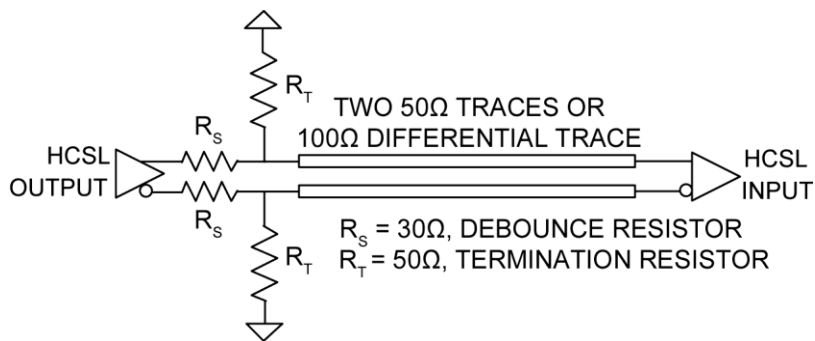 R_T
TWO 50Ω TRACES OR
100Ω DIFFERENTIAL TRACE
R_S
HCSL
OUTPUT
HCSL
INPUT
R_S
R_T
R_S = 30Ω, DEBOUNCE RESISTOR
R_T = 50Ω, TERMINATION RESISTOR